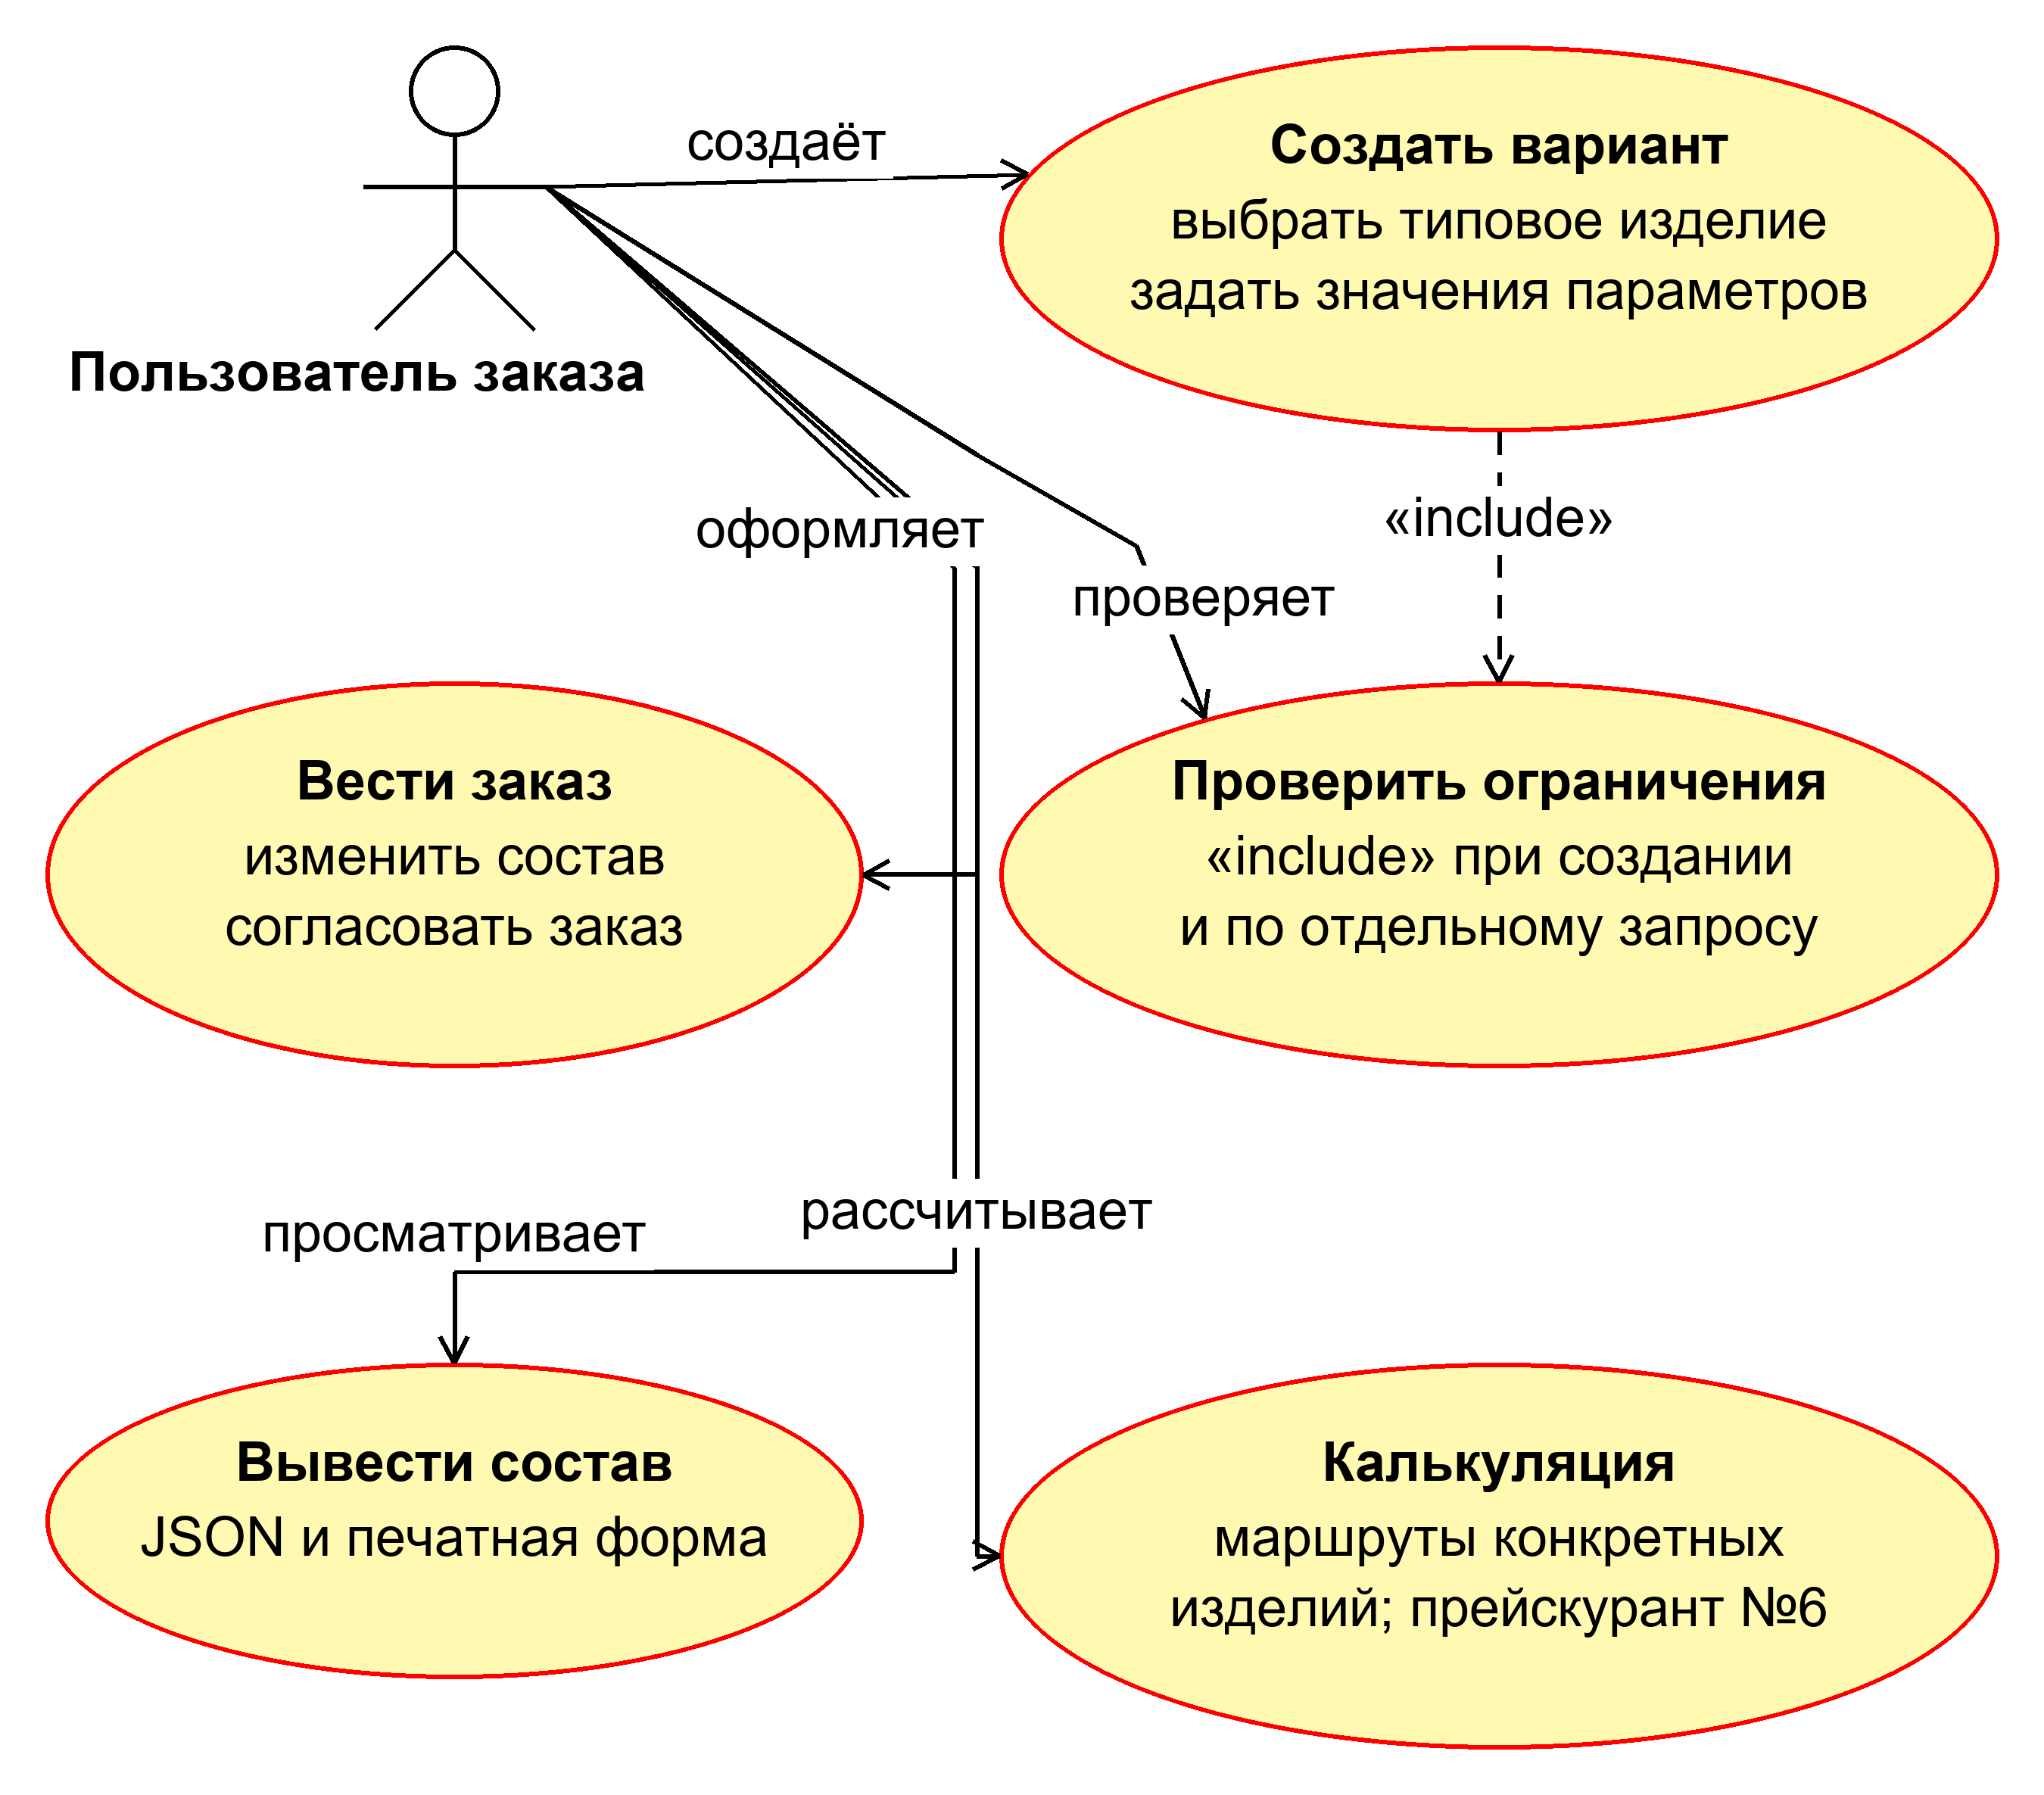 создаёт
Создать вариант
выбрать типовое изделие
задать значения параметров
Пользователь заказа
оформляет
«include»
проверяет
Вести заказ
изменить состав
согласовать заказ
Проверить ограничения
«include» при создании
и по отдельному запросу
просматривает
рассчитывает
Вывести состав
JSON и печатная форма
Калькуляция
маршруты конкретных
изделий; прейскурант №6